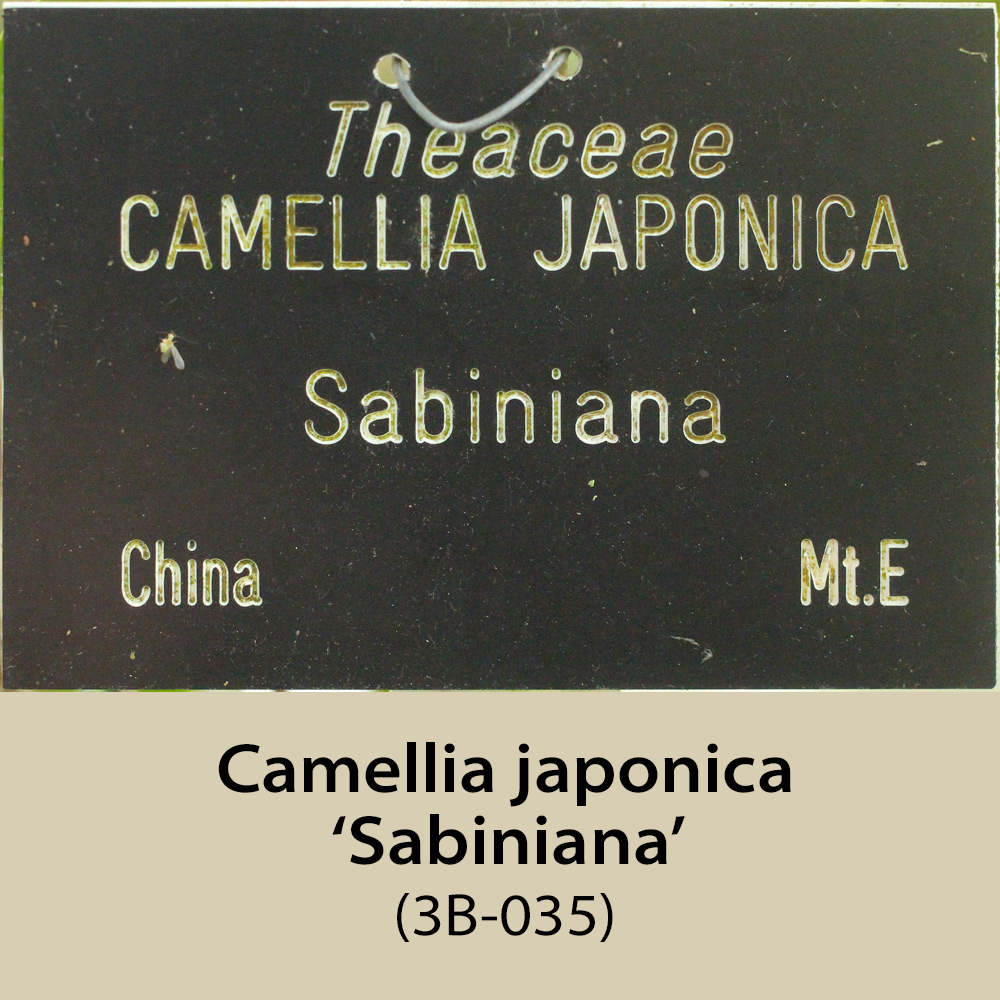 Theaceae
CAMELLIA JAPONICA
Sabiniana
China Mt.E
Camellia japonica
‘Sabiniana’
(3B-035)